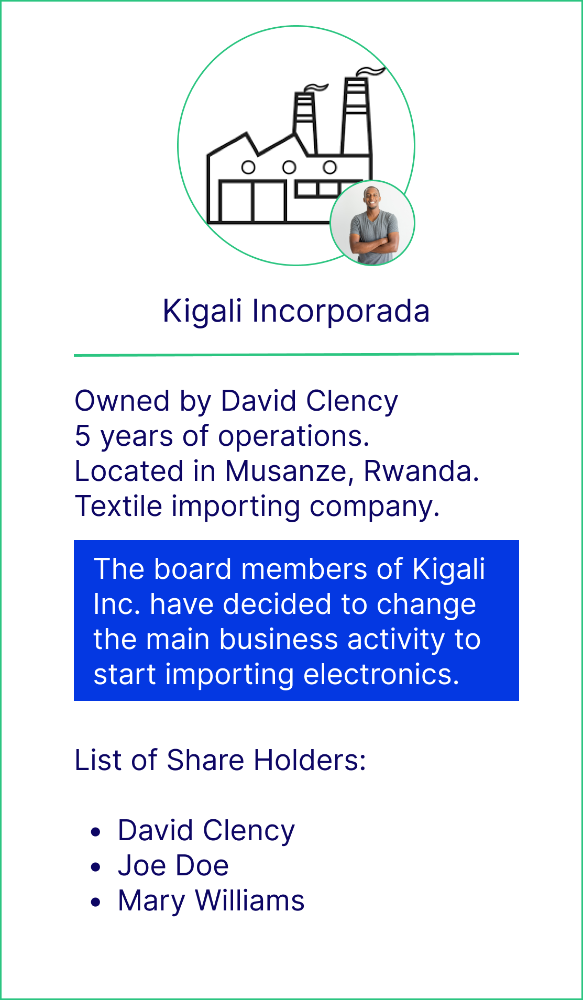 Kigali Incorporada
Owned by David Clency
5 years of operations.
Located in Musanze, Rwanda.
Textile importing company.
The board members of Kigali
Inc. have decided to change
the main business activity to
start importing electronics.
List of Share Holders:
• David Clency
• Joe Doe
• Mary Williams